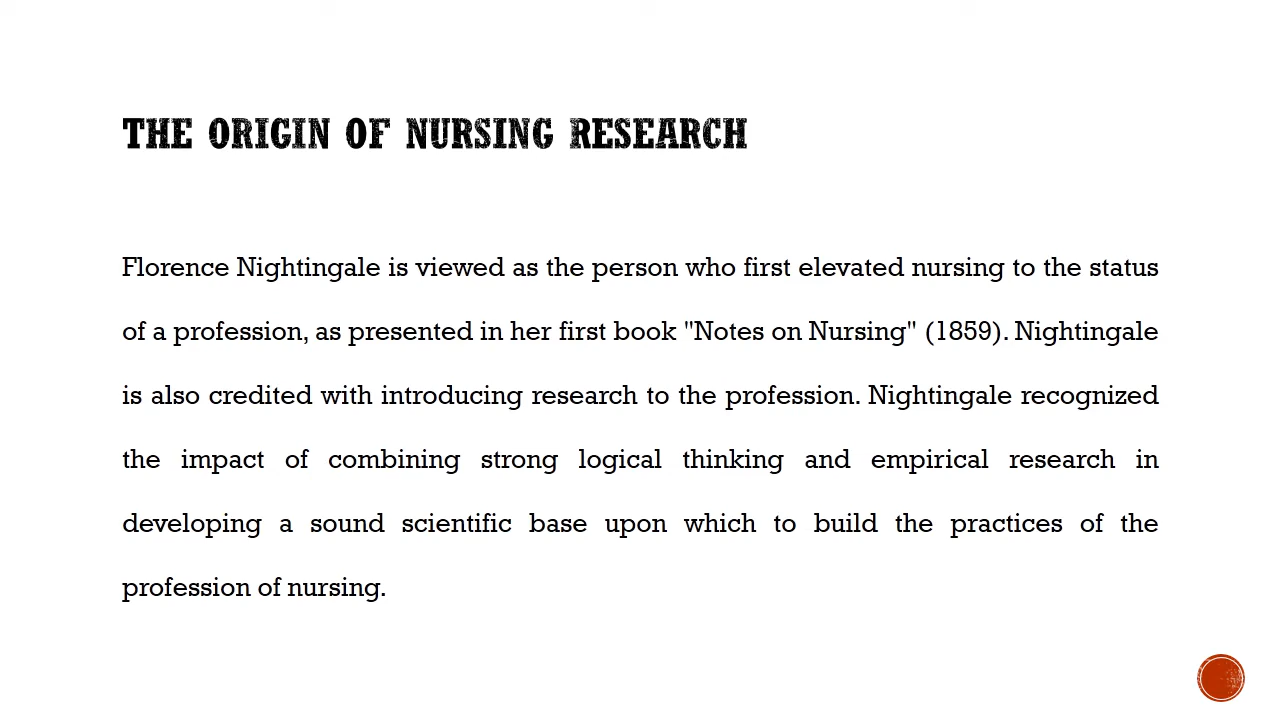 THE ORIGIN OF NURSING RESEARCH
Florence Nightingale is viewed as the person who first elevated nursing to the status
of a profession, as presented in her first book "Notes on Nursing" (1859). Nightingale
is also credited with introducing research to the profession. Nightingale recognized
the impact of combining strong logical thinking and empirical research in
developing a sound scientific base upon which to build the practices of the
profession of nursing.